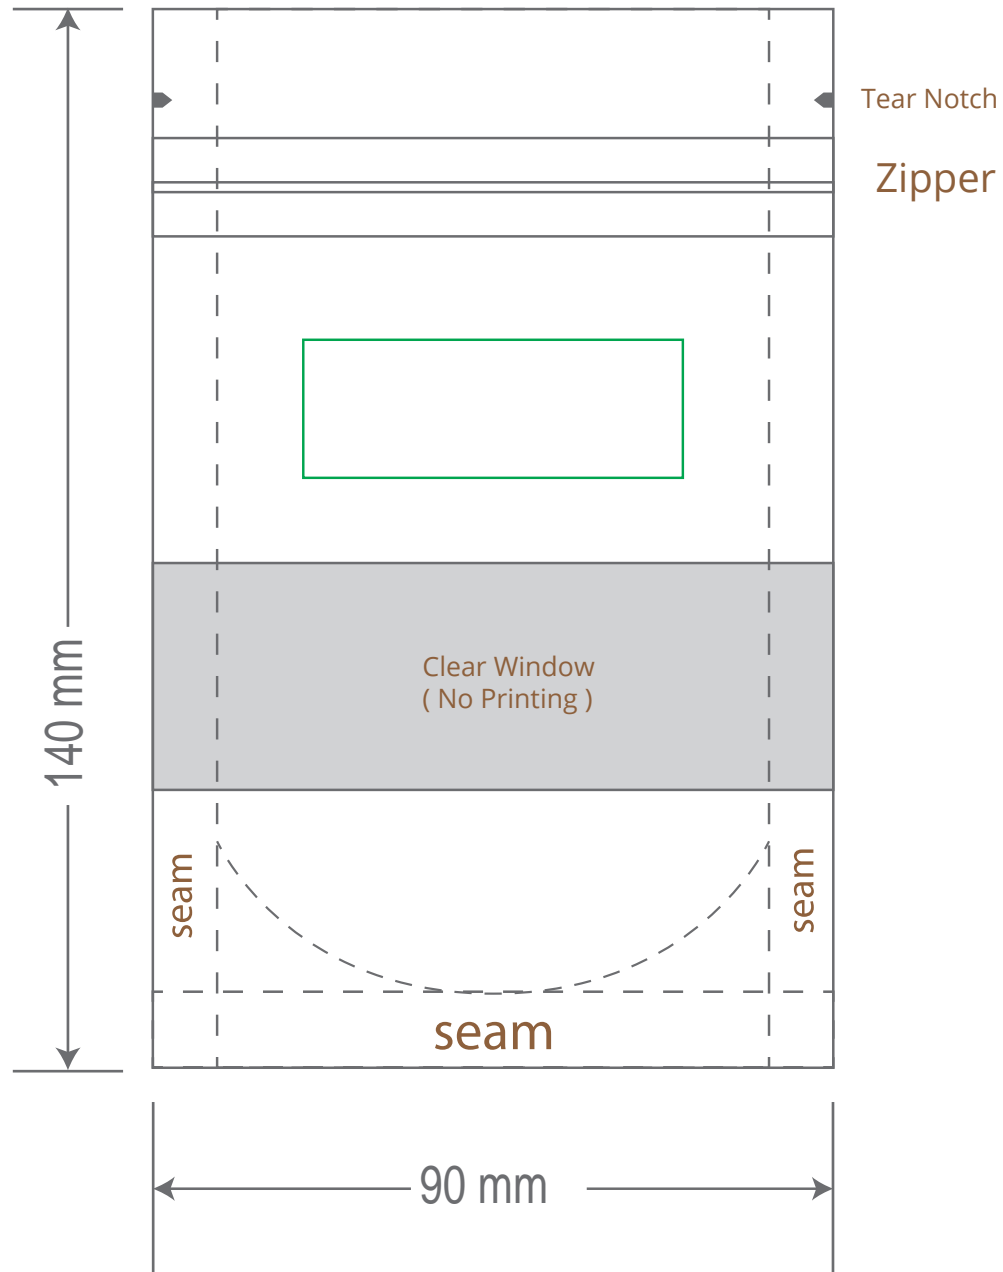 Tear Notch
Zipper
Clear Window
( No Printing )
140 mm
seam
seam
seam
90 mm